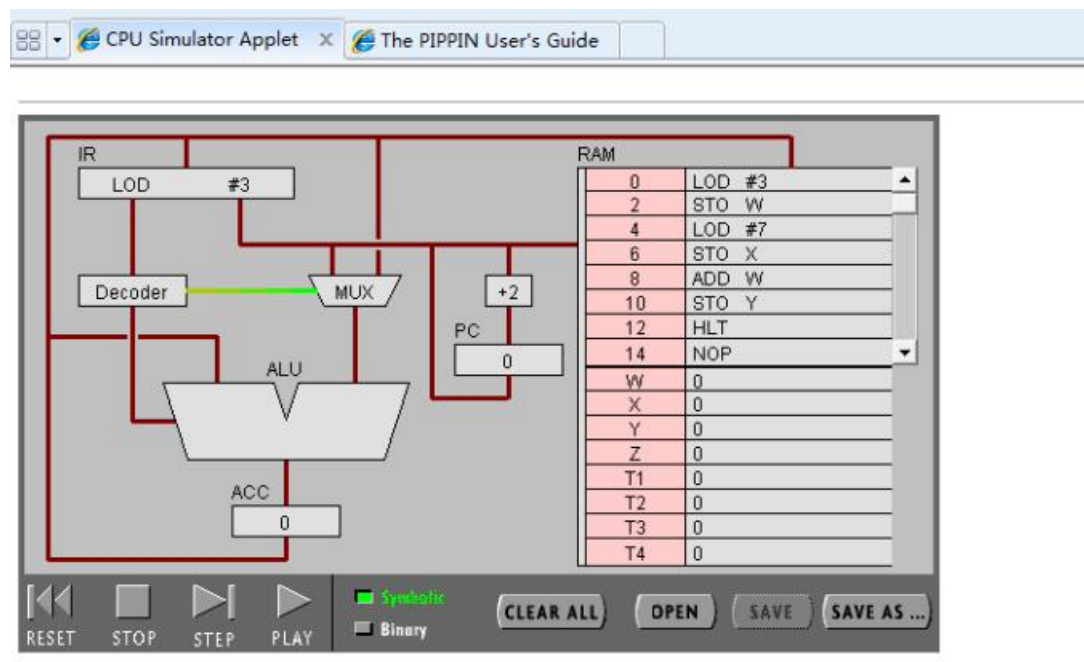 CPU Simulator Applet x The PIPPIN User's Guide
IR
LOD #3
Decoder
MUX
+2
PC
0
ALU
ACC
0
RAM
0 LOD #3
2 STO W
4 LOD #7
6 STO X
8 ADD W
10 STO Y
12 HLT
14 NOP
W 0
X 0
Y 0
Z 0
T1 0
T2 0
T3 0
T4 0
RESET STOP STEP PLAY
Symbolic
Binary
CLEAR ALL OPEN SAVE SAVE AS ...